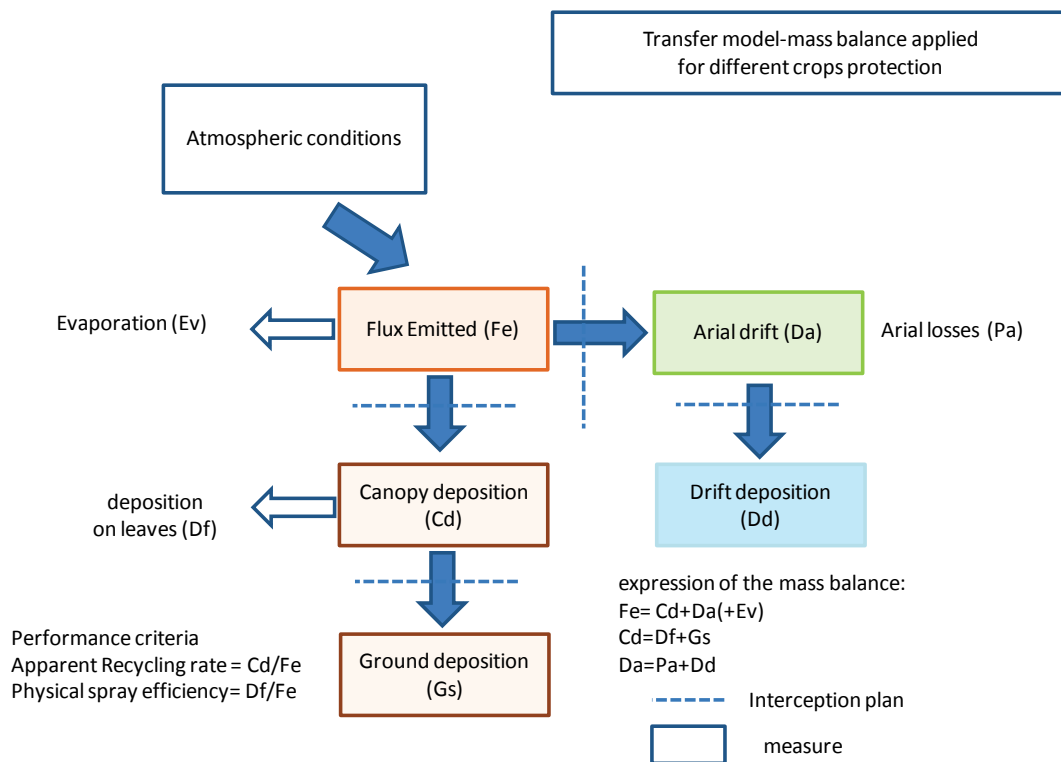 Transfer model-mass balance applied
for different crops protection
Atmospheric conditions
Evaporation (Ev)
Flux Emitted (Fe)
Arial drift (Da)
Arial losses (Pa)
deposition
on leaves (Df)
Canopy deposition
(Cd)
Drift deposition
(Dd)
expression of the mass balance:
Fe= Cd+Da(+Ev)
Cd=Df+Gs
Da=Pa+Dd
Performance criteria
Apparent Recycling rate = Cd/Fe
Physical spray efficiency= Df/Fe
Ground deposition
(Gs)
Interception plan
measure